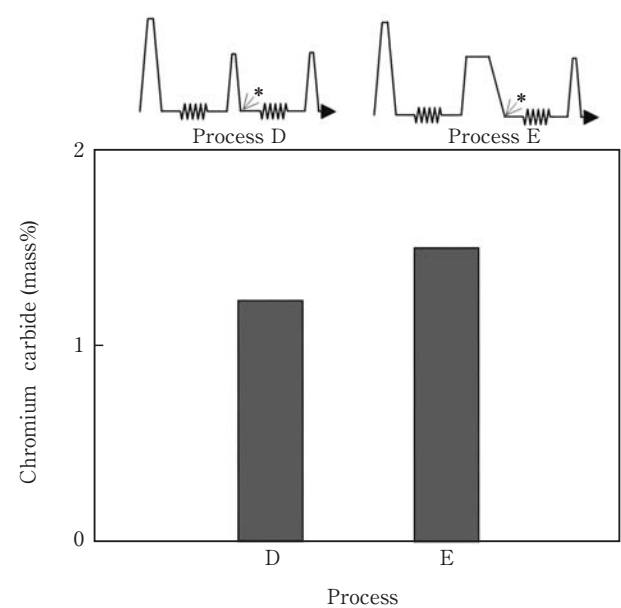 *
*
Process D
Process E
2
1
0
Chromium carbide (mass%)
D
E
Process